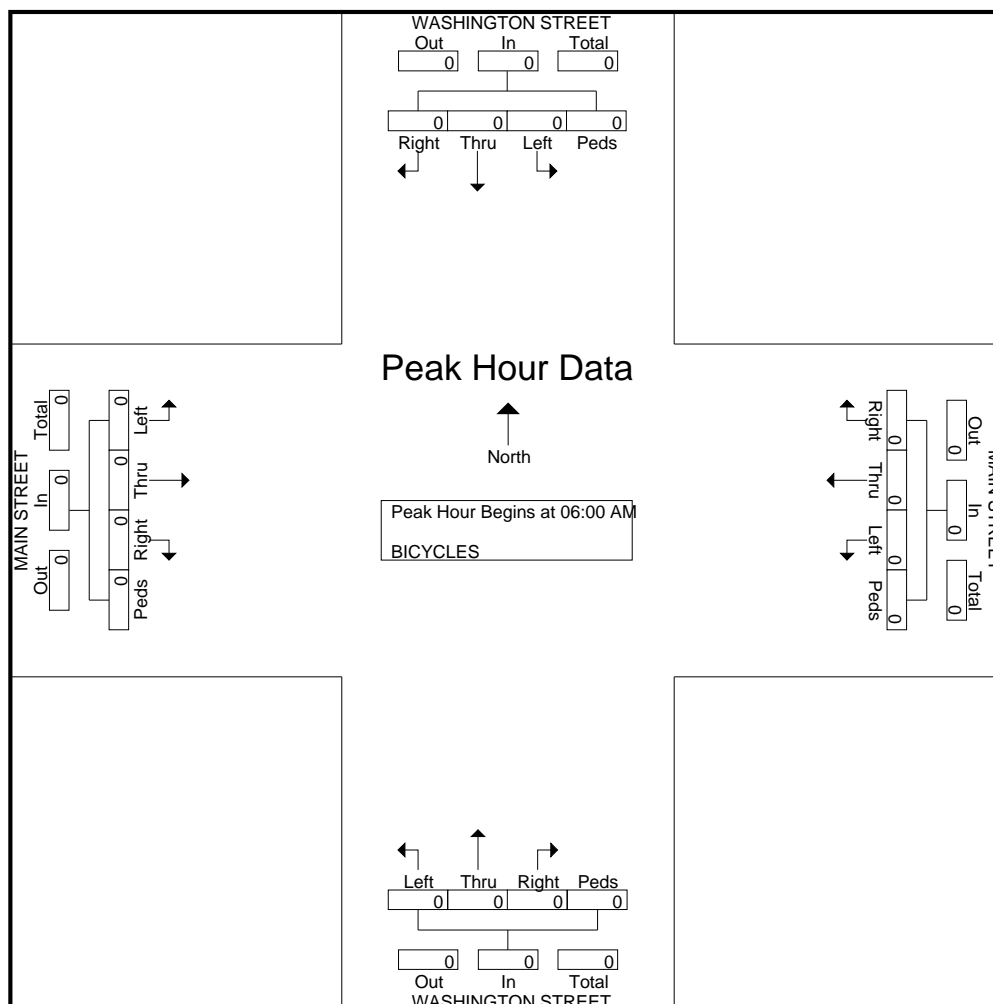 WASHINGTON STREET
Out In Total
0 0 0
0 0 0 0
Right Thru Left Peds
Peak Hour Data
North
Peak Hour Begins at 06:00 AM
BICYCLES
MAIN STREET
Out In Total
0 0 0
0 0 0 0
Left Thru Right Peds
MAIN STREET
Out In Total
0 0 0
0 0 0 0
Right Thru Left Peds
Left Thru Right Peds
0 0 0 0
0 0 0
Out In Total
WASHINGTON STREET